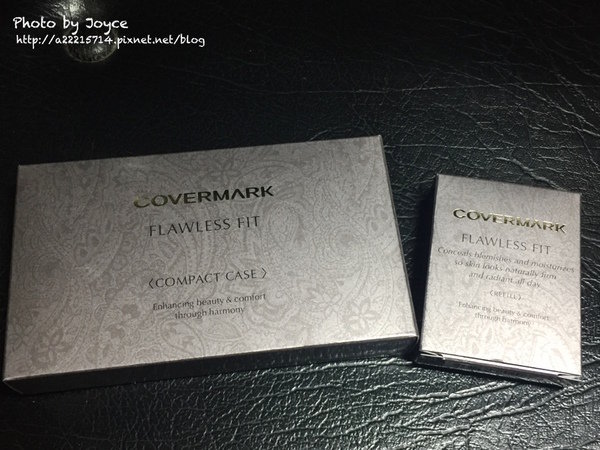 Photo by Joyce
http://a22215714.pixnet.net/blog
COVERMARK
FLAWLESS FIT
〈COMPACT CASE〉
Enhancing beauty & comfort
through harmony
COVERMARK
FLAWLESS FIT
Conceals blemishes and moisturizes
so skin looks naturally firm
and radiant all day
〈REFILL〉
Enhancing beauty & comfort
through harmony